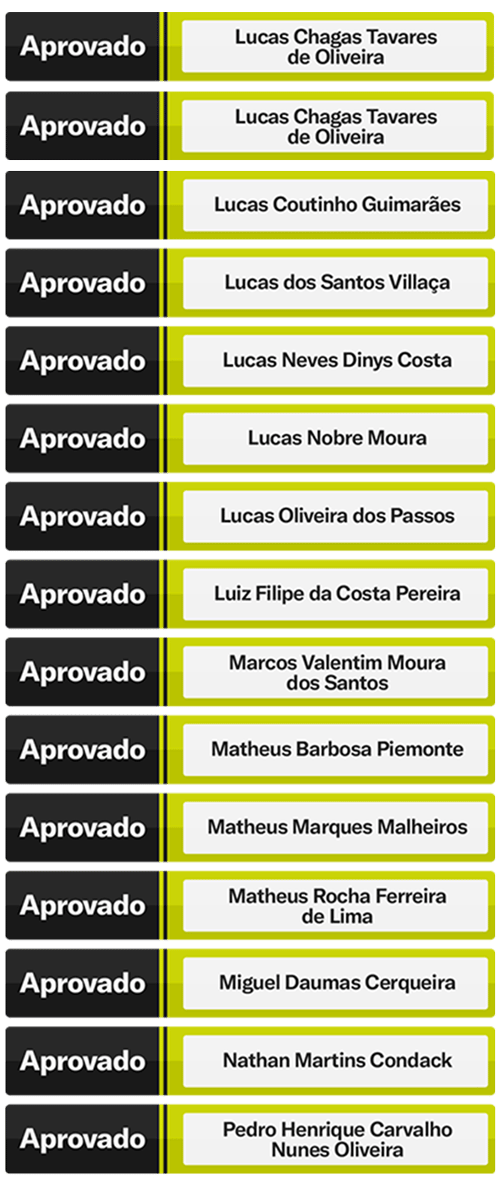 Aprovado
Lucas Chagas Tavares
de Oliveira
Aprovado
Lucas Chagas Tavares
de Oliveira
Aprovado
Lucas Coutinho Guimarães
Aprovado
Lucas dos Santos Villaça
Aprovado
Lucas Neves Dinys Costa
Aprovado
Lucas Nobre Moura
Aprovado
Lucas Oliveira dos Passos
Aprovado
Luiz Filipe da Costa Pereira
Aprovado
Marcos Valentim Moura
dos Santos
Aprovado
Matheus Barbosa Piemonte
Aprovado
Matheus Marques Malheiros
Aprovado
Matheus Rocha Ferreira
de Lima
Aprovado
Miguel Daumas Cerqueira
Aprovado
Nathan Martins Condack
Aprovado
Pedro Henrique Carvalho
Nunes Oliveira